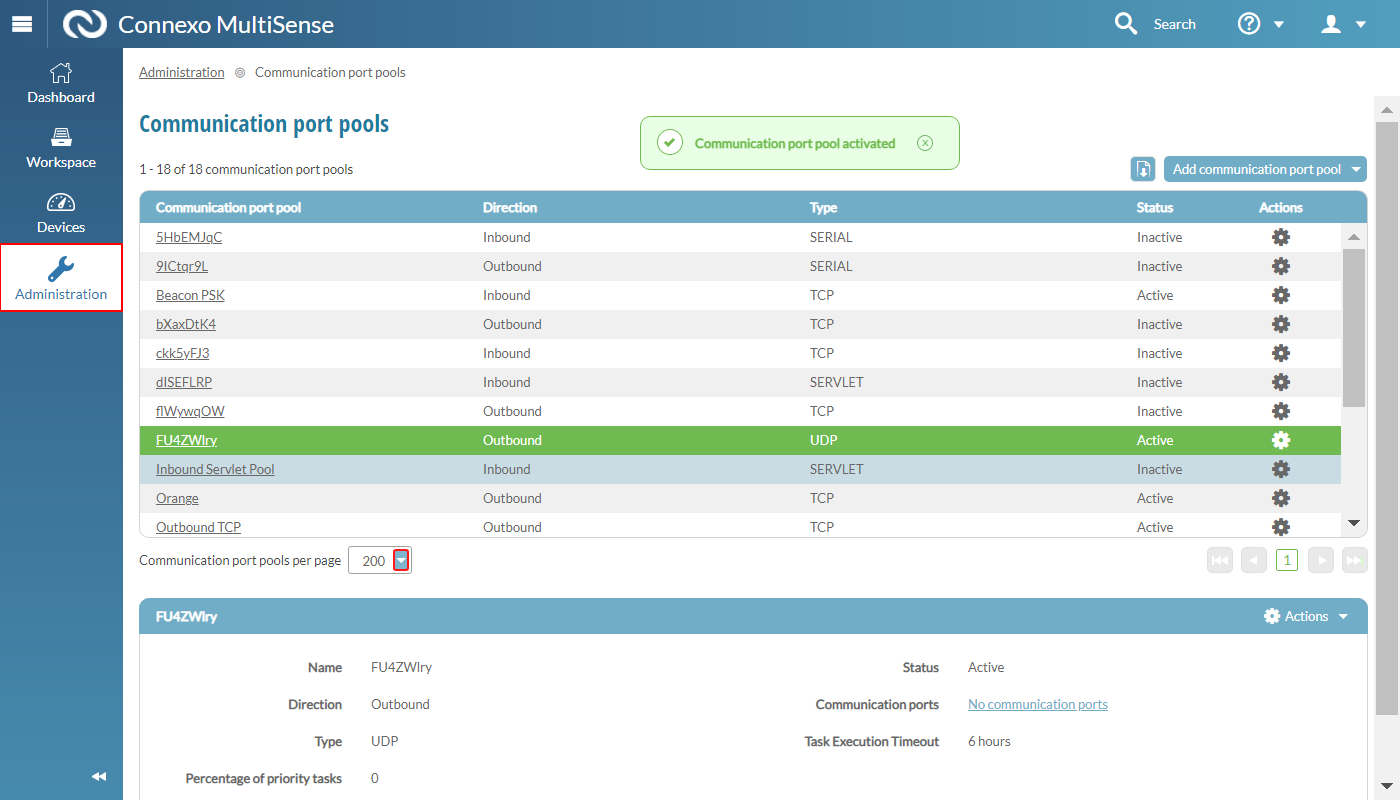 Connexo MultiSense
Search
Dashboard
Workspace
Devices
Administration
Administration Communication port pools
Communication port pools
Communication port pool activated
1 - 18 of 18 communication port pools
Add communication port pool
Communication port pool Direction Type Status Actions
5HbEMJqC Inbound SERIAL Inactive
9ICtqr9L Outbound SERIAL Inactive
Beacon PSK Inbound TCP Active
bXaxDtK4 Outbound TCP Inactive
ckk5yFJ3 Inbound TCP Inactive
dISEFLRP Inbound SERVLET Inactive
flWywqOW Outbound TCP Inactive
FU4ZWlry Outbound UDP Active
Inbound Servlet Pool Inbound SERVLET Inactive
Orange Outbound TCP Active
Outbound TCP Outbound TCP Active
Communication port pools per page 200
1
FU4ZWlry Actions
Name FU4ZWlry Status Active
Direction Outbound Communication ports No communication ports
Type UDP Task Execution Timeout 6 hours
Percentage of priority tasks 0